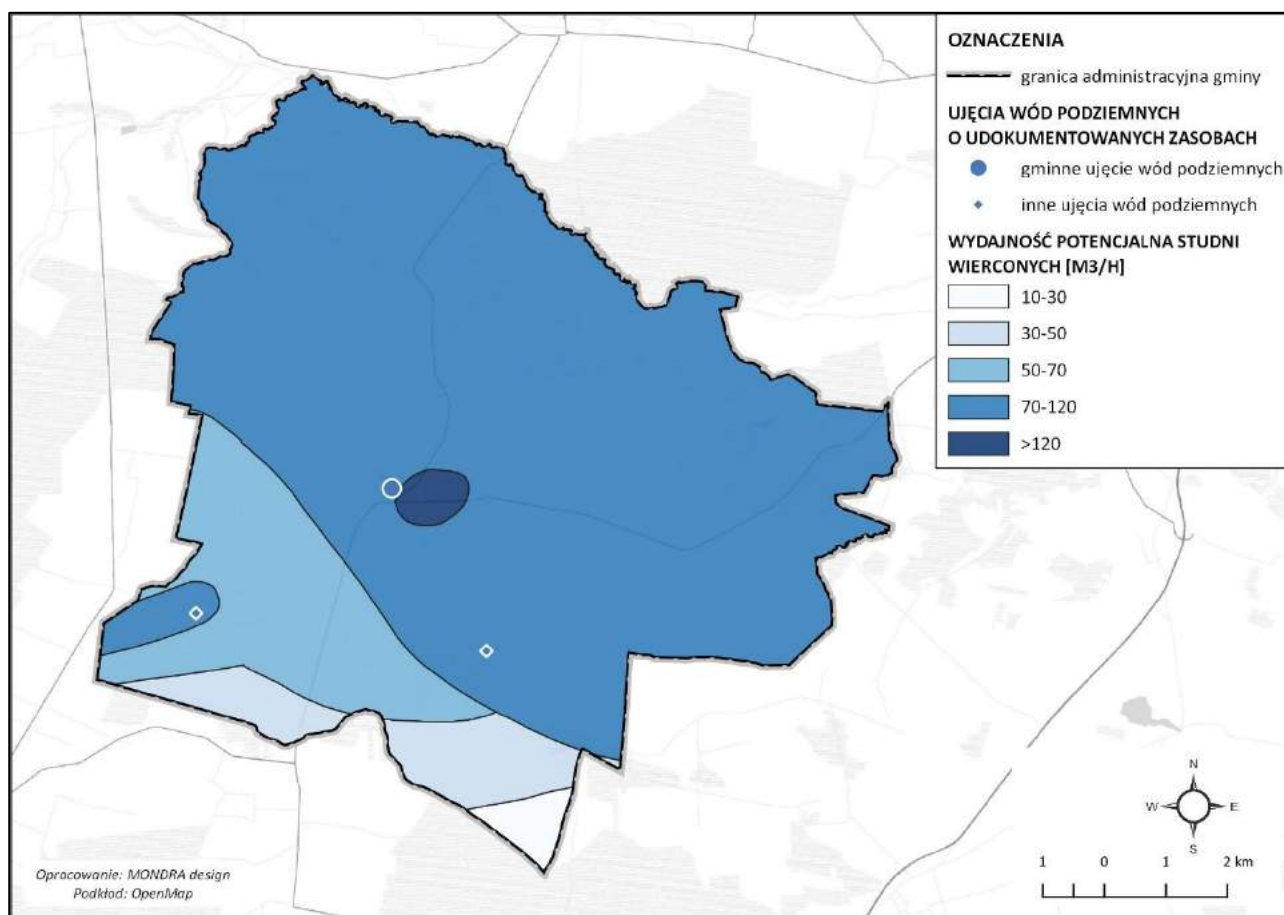 OZNACZENIA
granica administracyjna gminy
UJĘCIA WÓD PODZIEMNYCH
O UDOKUMENTOWANYCH ZASOBACH
gminne ujęcie wód podziemnych
inne ujęcia wód podziemnych
WYDAJNOŚĆ POTENCJALNA STUDNI
WIERCONYCH [M3/H]
10-30
30-50
50-70
70-120
>120
N
W E
S
1 0 1 2 km
Opracowanie: MONDRA design
Podkład: OpenMap